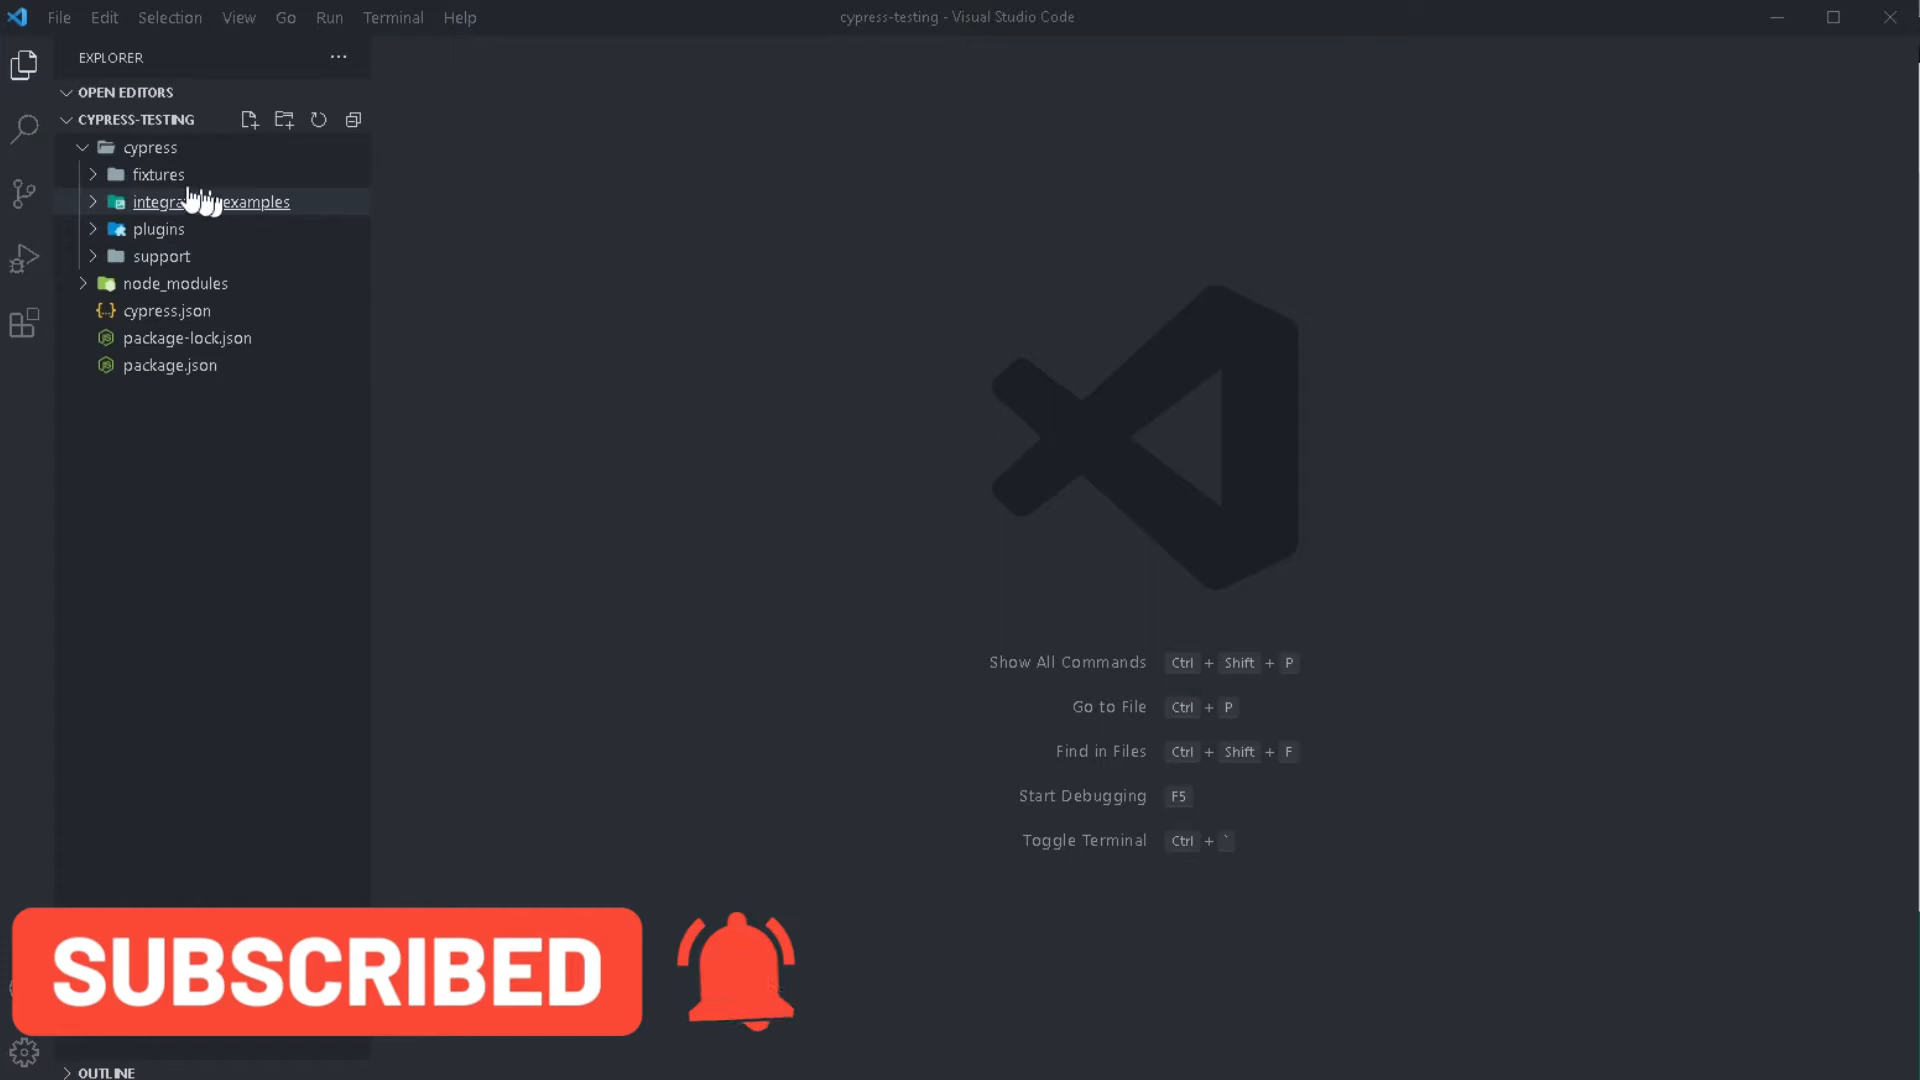 File Edit Selection View Go Run Terminal Help
cypress-testing - Visual Studio Code
EXPLORER
OPEN EDITORS
CYPRESS-TESTING
cypress
fixtures
examples
plugins
support
node_modules
cypress.json
package-lock.json
package.json
Show All Commands Ctrl + Shift + P
Go to File Ctrl + P
Find in Files Ctrl + Shift + F
Start Debugging F5
Toggle Terminal Ctrl + `
SUBSCRIBED
OUTLINE